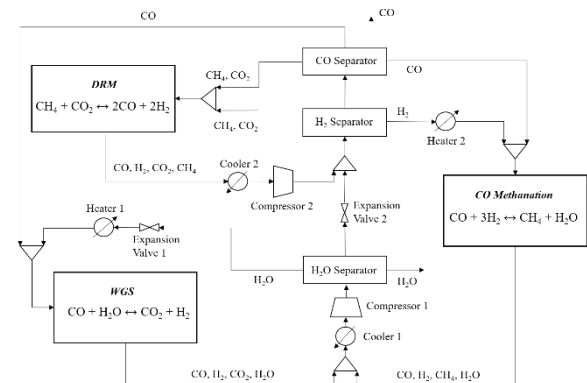 CO
CO
CO Separator
CO
CH₄, CO₂
DRM
CH₄ + CO₂ ↔ 2CO + 2H₂
CH₄, CO₂
H₂ Separator
H₂
Heater 2
CO, H₂, CO₂, CH₄
Cooler 2
Compressor 2
CO Methanation
CO + 3H₂ ↔ CH₄ + H₂O
Heater 1
Expansion
Valve 1
Expansion
Valve 2
H₂O
H₂O Separator
H₂O
WGS
CO + H₂O ↔ CO₂ + H₂
Compressor 1
Cooler 1
CO, H₂, CO₂, H₂O
CO, H₂, CH₄, H₂O